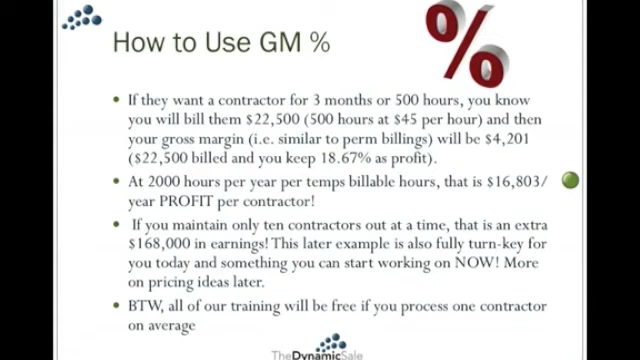 How to Use GM %
%
• If they want a contractor for 3 months or 500 hours, you know
you will bill them $22,500 (500 hours at $45 per hour) and then
your gross margin (i.e. similar to perm billings) will be $4,201
($22,500 billed and you keep 18.67% as profit).
• At 2000 hours per year per temps billable hours, that is $16,803/
year PROFIT per contractor!
• If you maintain only ten contractors out at a time, that is an extra
$168,000 in earnings! This later example is also fully turn-key for
you today and something you can start working on NOW! More
on pricing ideas later.
• BTW, all of our training will be free if you process one contractor
on average
TheDynamicSale